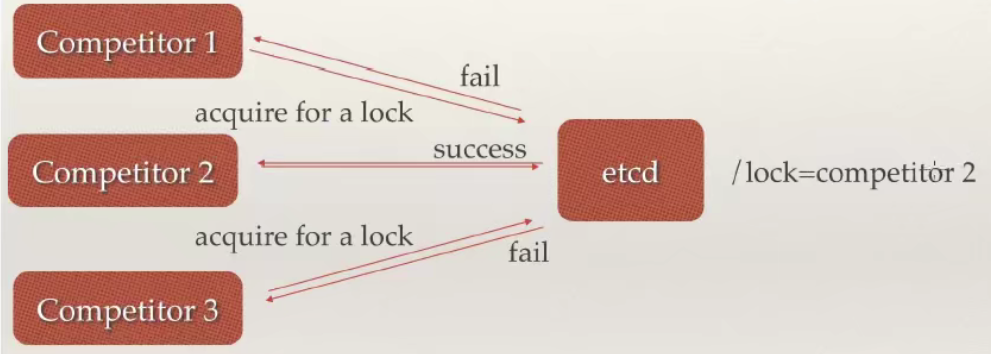 Competitor 1
fail
acquire for a lock
success
Competitor 2
etcd
/lock=competitor 2
acquire for a lock
fail
Competitor 3